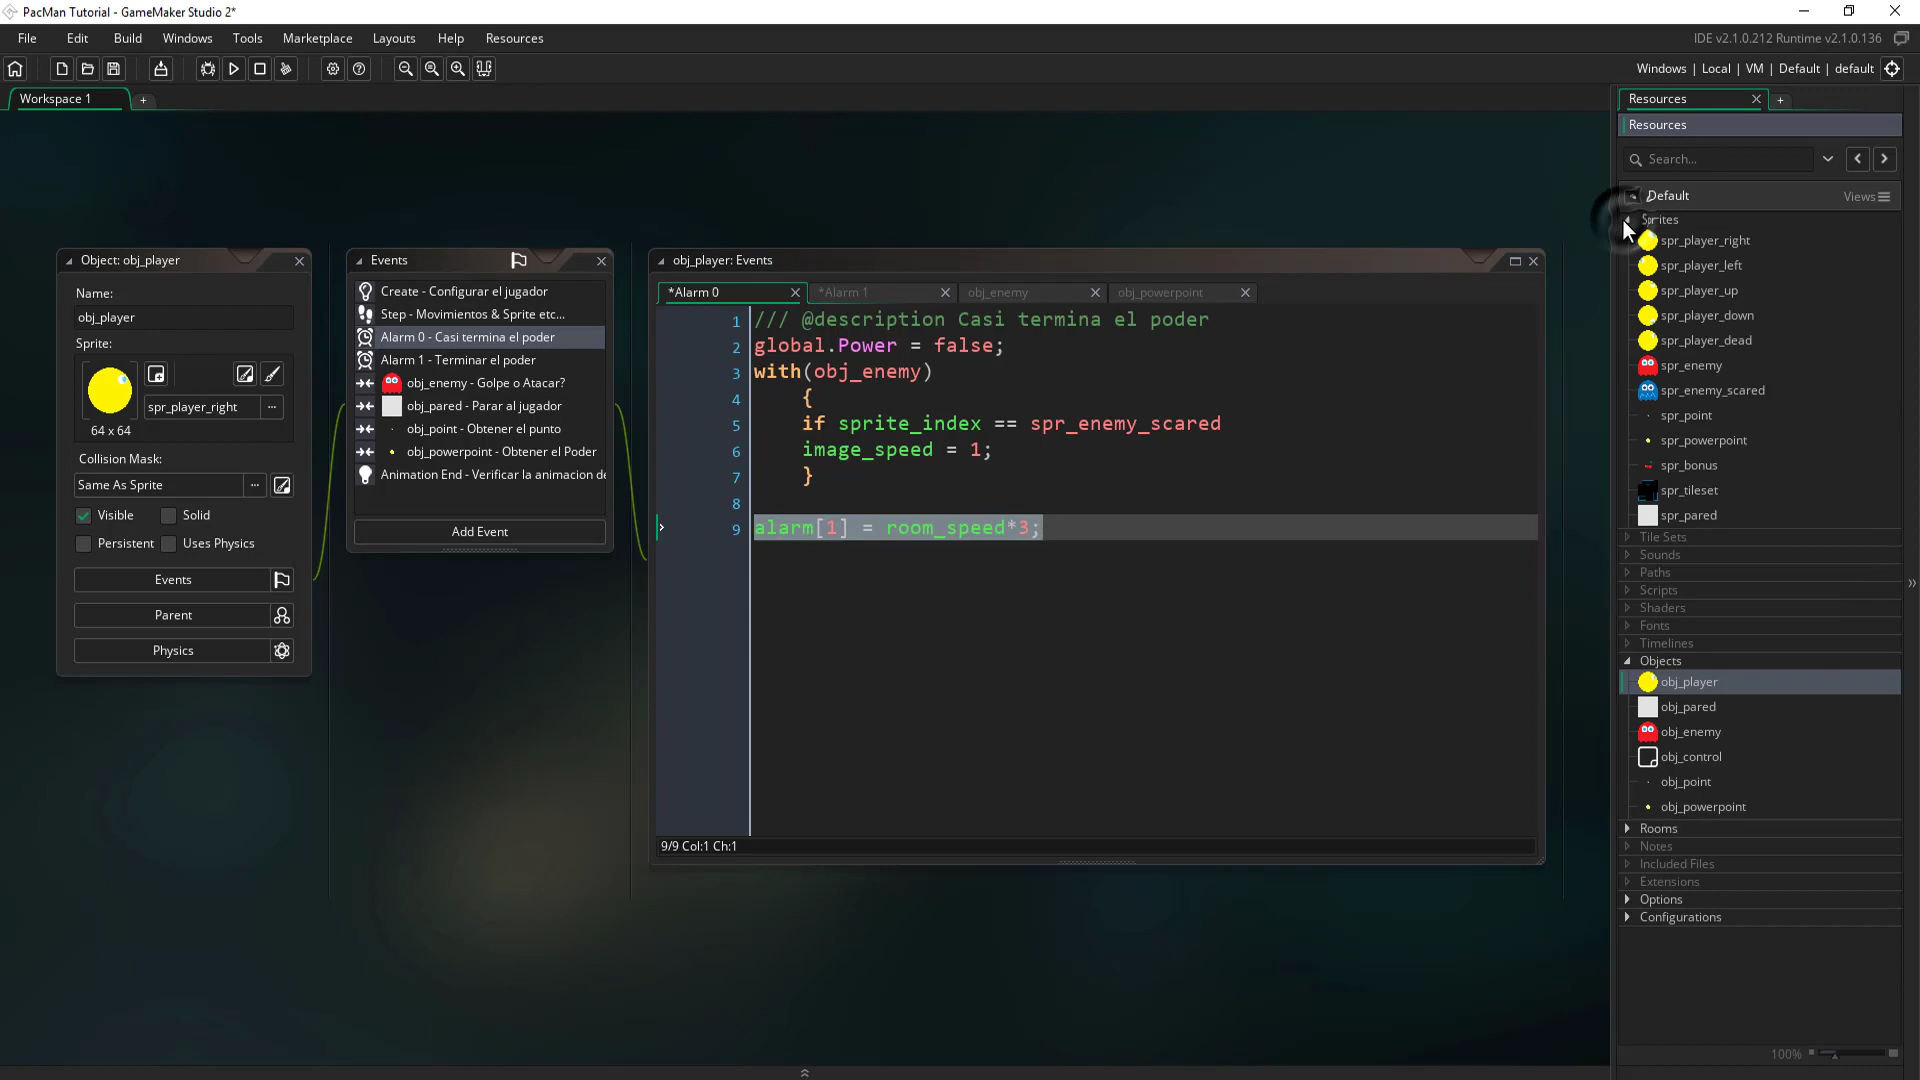 PacMan Tutorial - GameMaker Studio 2*
File Edit Build Windows Tools Marketplace Layouts Help Resources
IDE v2.1.0.212 Runtime v2.1.0.136
Windows | Local | VM | Default | default
Workspace 1
Resources
Resources
Search...
Default
Views
Sprites
spr_player_right
spr_player_left
spr_player_up
spr_player_down
spr_player_dead
spr_enemy
spr_enemy_scared
spr_point
spr_powerpoint
spr_bonus
spr_tileset
spr_pared
Tile Sets
Sounds
Paths
Scripts
Shaders
Fonts
Timelines
Objects
obj_player
obj_pared
obj_enemy
obj_control
obj_point
obj_powerpoint
Rooms
Notes
Included Files
Extensions
Options
Configurations
100%
Object: obj_player
Name:
obj_player
Sprite:
spr_player_right
64 x 64
Collision Mask:
Same As Sprite
Visible
Solid
Persistent
Uses Physics
Events
Parent
Physics
Events
Create - Configurar el jugador
Step - Movimientos & Sprite etc...
Alarm 0 - Casi termina el poder
Alarm 1 - Terminar el poder
obj_enemy - Golpe o Atacar?
obj_pared - Parar al jugador
obj_point - Obtener el punto
obj_powerpoint - Obtener el Poder
Animation End - Verificar la animacion de
Add Event
obj_player: Events
*Alarm 0
*Alarm 1
obj_enemy
obj_powerpoint
1 /// @description Casi termina el poder
2 global.Power = false;
3 with(obj_enemy)
4 {
5 if sprite_index == spr_enemy_scared
6 image_speed = 1;
7 }
8
9 alarm[1] = room_speed*3;
9/9 Col:1 Ch:1